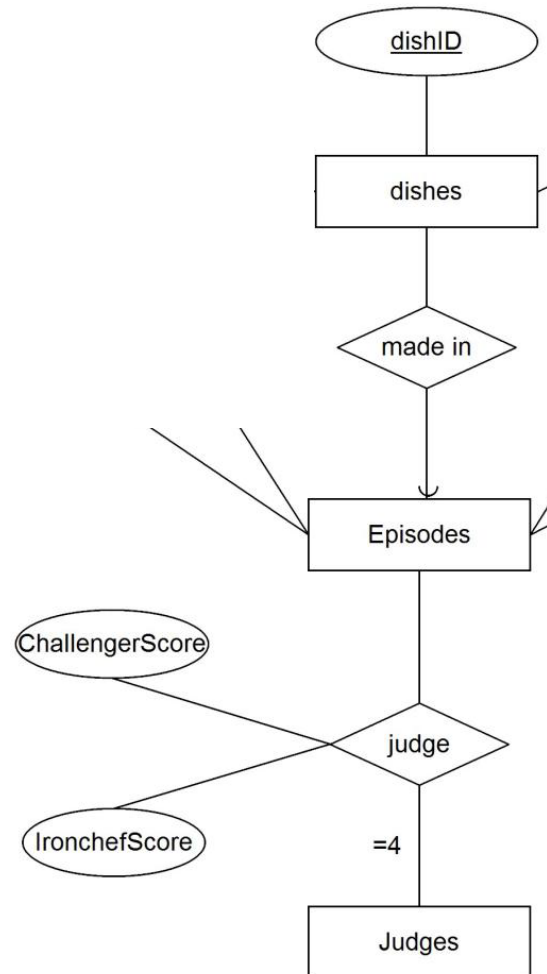 dishID
dishes
made in
Episodes
ChallengerScore
judge
IronchefScore
=4
Judges